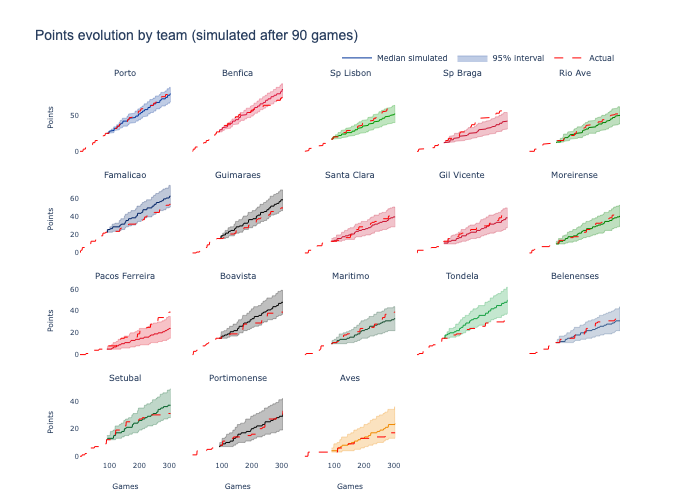 Points evolution by team (simulated after 90 games)
Median simulated 95% interval Actual
Porto Benfica Sp Lisbon Sp Braga Rio Ave
Points
50
0
Famalicao Guimaraes Santa Clara Gil Vicente Moreirense
Points
60
40
20
0
Pacos Ferreira Boavista Maritimo Tondela Belenenses
Points
60
40
20
0
Setubal Portimonense Aves
Points
40
20
0
100 200 300 100 200 300 100 200 300
Games Games Games